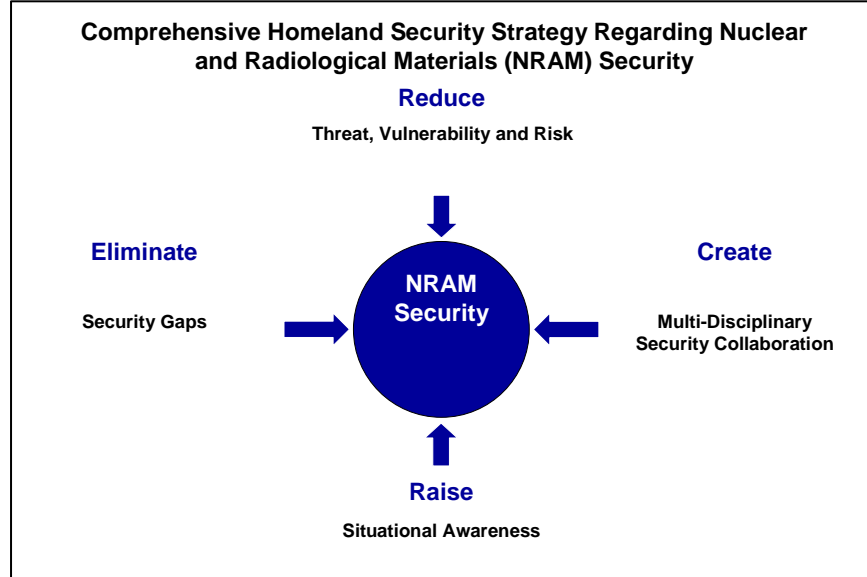 Comprehensive Homeland Security Strategy Regarding Nuclear
and Radiological Materials (NRAM) Security
Reduce
Threat, Vulnerability and Risk
Eliminate
Security Gaps
NRAM
Security
Create
Multi-Disciplinary
Security Collaboration
Raise
Situational Awareness